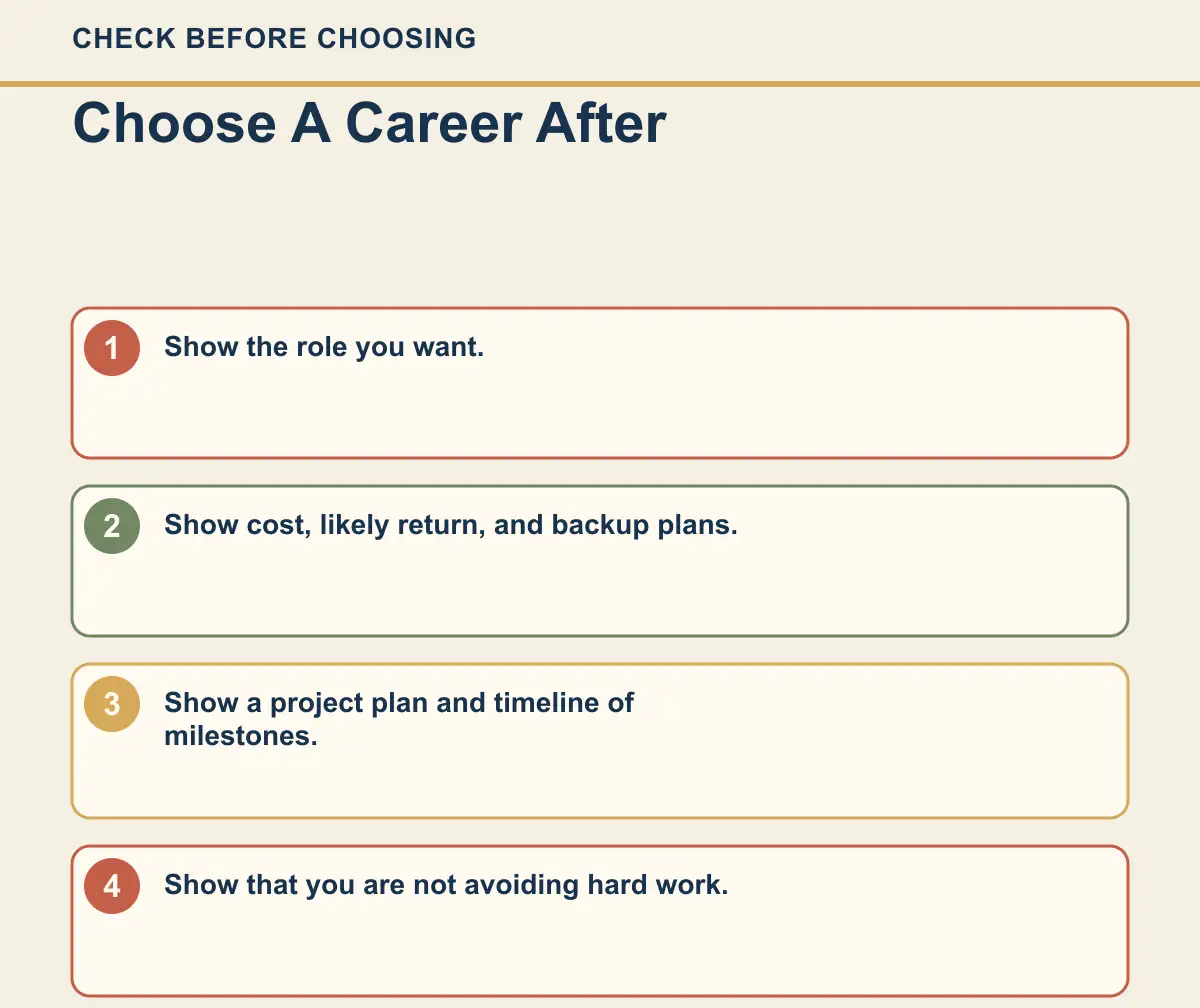 CHECK BEFORE CHOOSING
Choose A Career After
1
Show the role you want.
2
Show cost, likely return, and backup plans.
3
Show a project plan and timeline of
milestones.
4
Show that you are not avoiding hard work.